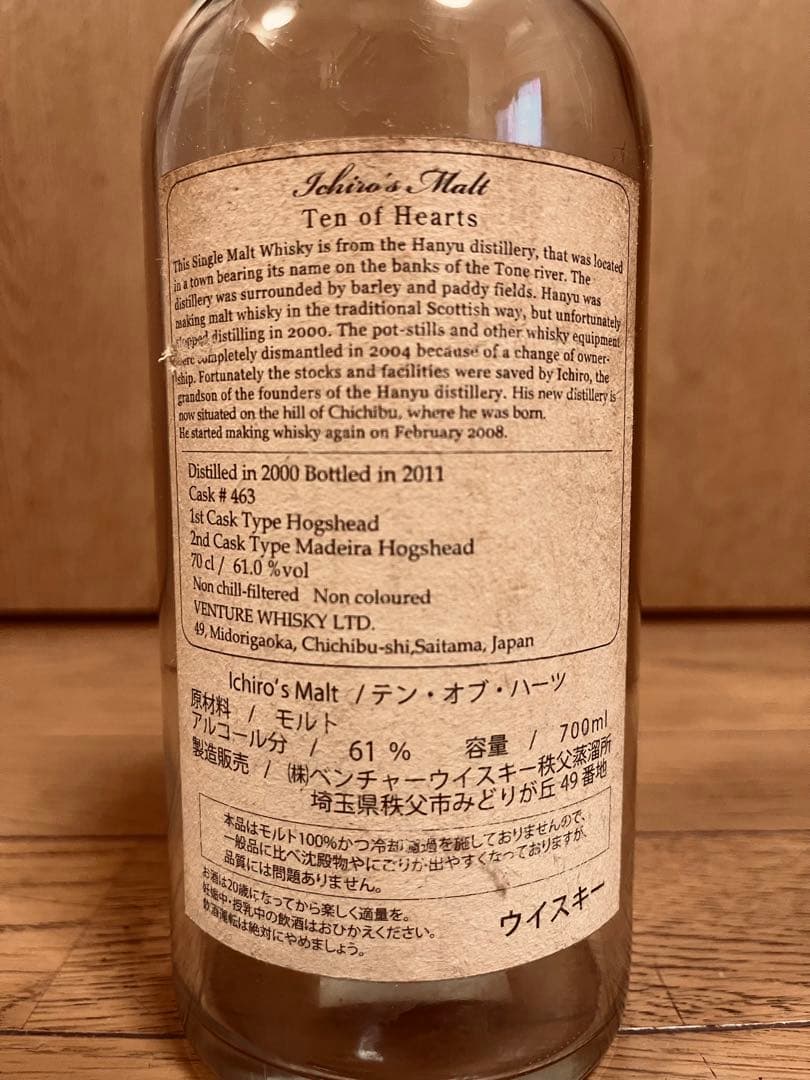 Ichiro's Malt
Ten of Hearts
This Single Malt Whisky is from the Hanyu distillery, that was located
in a town bearing its name on the banks of the Tone river. The
distillery was surrounded by barley and paddy fields. Hanyu was
making malt whisky in the traditional Scottish way, but unfortunately
stopped distilling in 2000. The pot-stills and other whisky equipment
were completely dismantled in 2004 because of a change of owner-
ship. Fortunately the stocks and facilities were saved by Ichiro, the
grandson of the founders of the Hanyu distillery. His new distillery is
now situated on the hill of Chichibu, where he was born.
He started making whisky again on February 2008.
Distilled in 2000 Bottled in 2011
Cask # 463
1st Cask Type Hogshead
2nd Cask Type Madeira Hogshead
70 cl / 61.0 %vol
Non chill-filtered Non coloured
VENTURE WHISKY LTD.
49, Midorigaoka, Chichibu-shi,Saitama, Japan
Ichiro's Malt / テン・オブ・ハーツ
原材料 / モルト
アルコール分 / 61 % 容量 / 700ml
製造販売 / ㈱ベンチャーウイスキー秩父蒸溜所
埼玉県秩父市みどりが丘49番地
本品はモルト100%かつ冷却濾過を施しておりませんので、
一般品に比べ沈殿物やにごりが出やすくなっておりますが、
品質には問題ありません。
お酒は20歳になってから楽しく適量を。
妊娠中・授乳中の飲酒はおひかえください。
飲酒運転は絶対にやめましょう。
ウイスキー